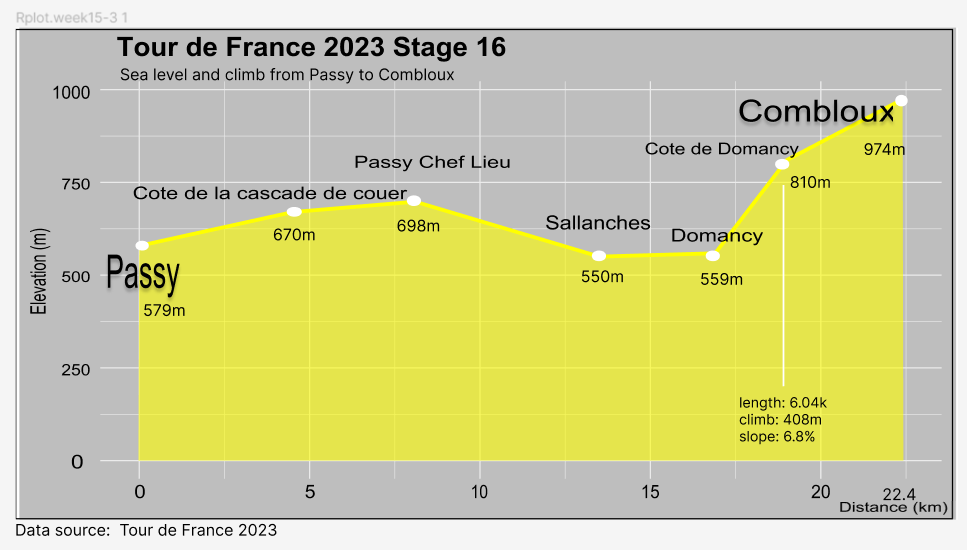 Rplot.week15-3 1
Tour de France 2023 Stage 16
Sea level and climb from Passy to Combloux
1000
Combloux
Cote de Domancy
974m
Passy Chef Lieu
750
810m
Cote de la cascade de couer
698m
670m
Sallanches
Domancy
Elevation (m)
500
550m
559m
Passy
579m
250
length: 6.04k
climb: 408m
slope: 6.8%
0
0 5 10 15 20 22.4
Distance (km)
Data source: Tour de France 2023